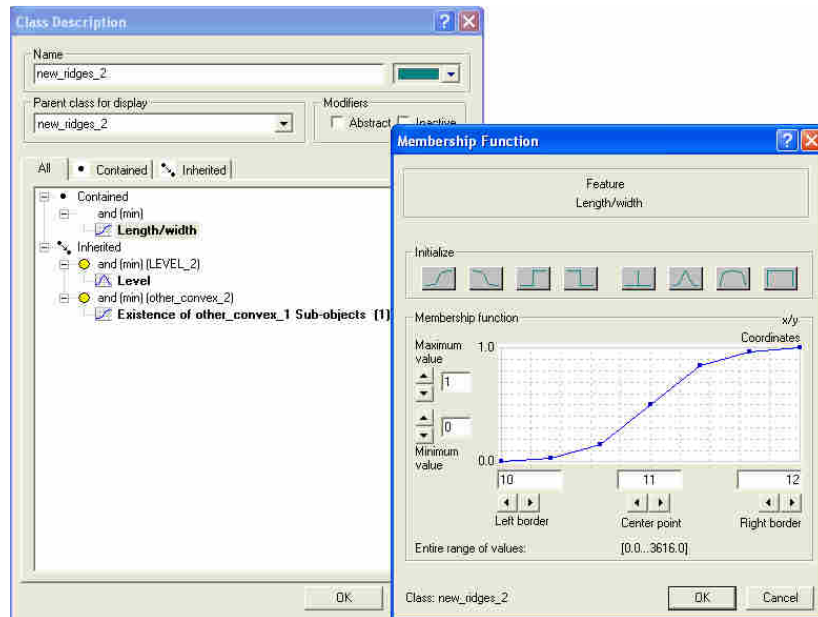 Class Description
Name
new_ridges_2
Parent class for display
new_ridges_2
Modifiers
Abstract
Inactive
All
Contained
Inherited
Contained
and (min)
Length/width
Inherited
and (min) (LEVEL_2)
Level
and (min) (other_convex_2)
Existence of other_convex_1 Sub-objects (1)
OK
Membership Function
Feature
Length/width
Initialize
Membership function
x/y
Coordinates
Maximum
value
1.0
1
0
Minimum
value
0.0
10
11
12
Left border
Center point
Right border
Entire range of values:
[0.0...3616.0]
Class: new_ridges_2
OK
Cancel